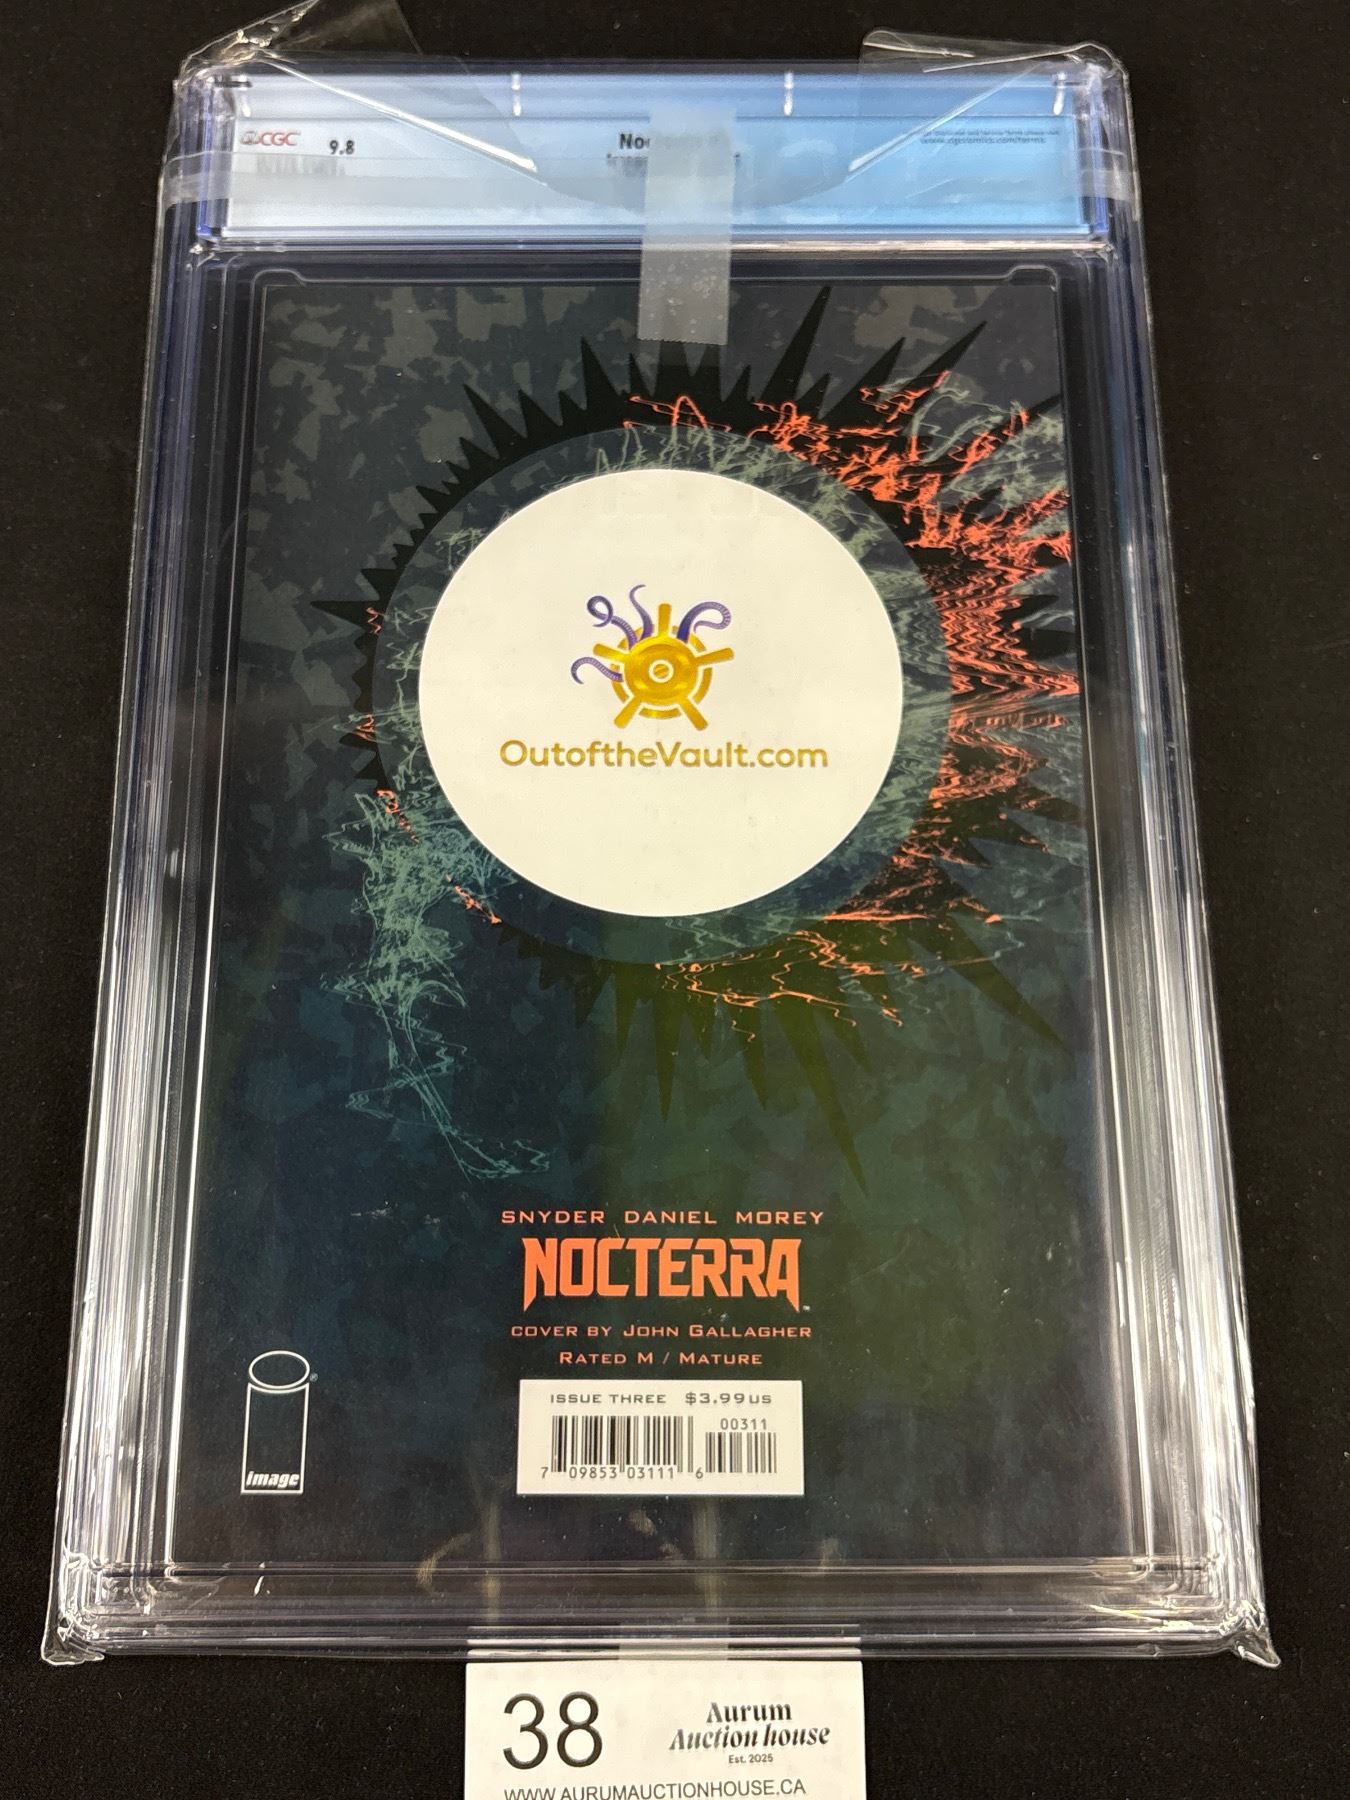 CGC
9.8
OutoftheVault.com
SNYDER DANIEL MOREY
NOCTERRA
COVER BY JOHN GALLAGHER
RATED M / MATURE
ISSUE THREE $3.99US
00311
7 09853 03111 6
image
38
Aurum
Auction house
Est. 2025
WWW.AURUMAUCTIONHOUSE.CA